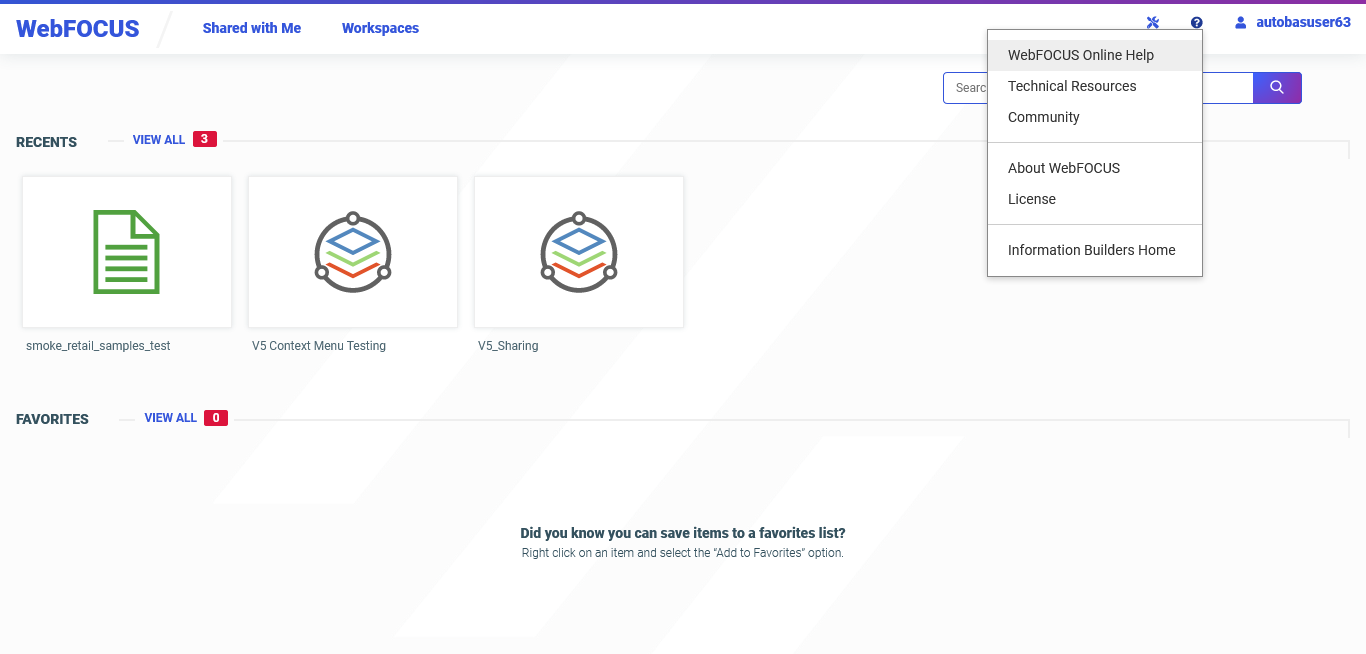 WebFOCUS
Shared with Me
Workspaces
autobasuser63
WebFOCUS Online Help
Technical Resources
Community
About WebFOCUS
License
Information Builders Home
RECENTS
VIEW ALL 3
smoke_retail_samples_test
V5 Context Menu Testing
V5_Sharing
FAVORITES
VIEW ALL 0
Did you know you can save items to a favorites list?
Right click on an item and select the “Add to Favorites” option.